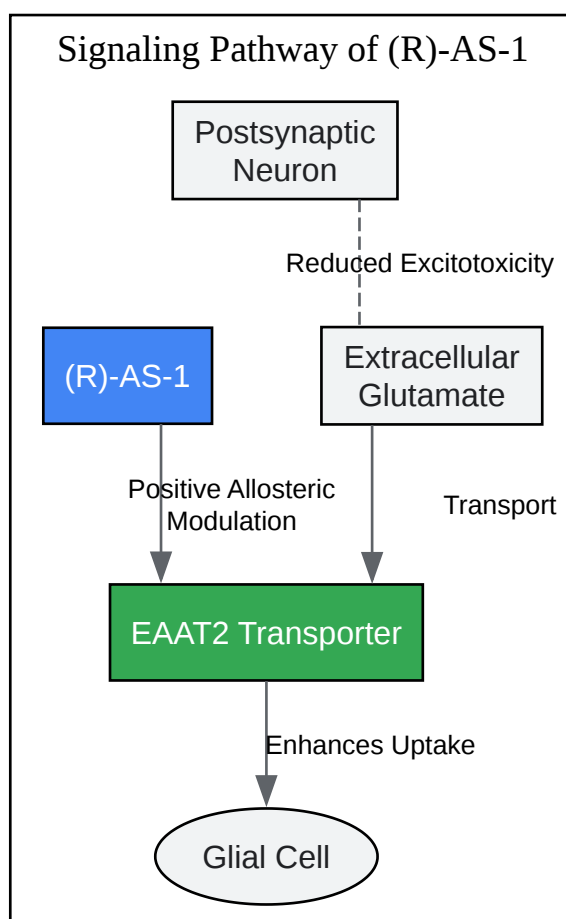 Signaling Pathway of (R)-AS-1
Postsynaptic
Neuron
Reduced Excitotoxicity
(R)-AS-1
Extracellular
Glutamate
Positive Allosteric
Modulation
Transport
EAAT2 Transporter
Enhances Uptake
Glial Cell